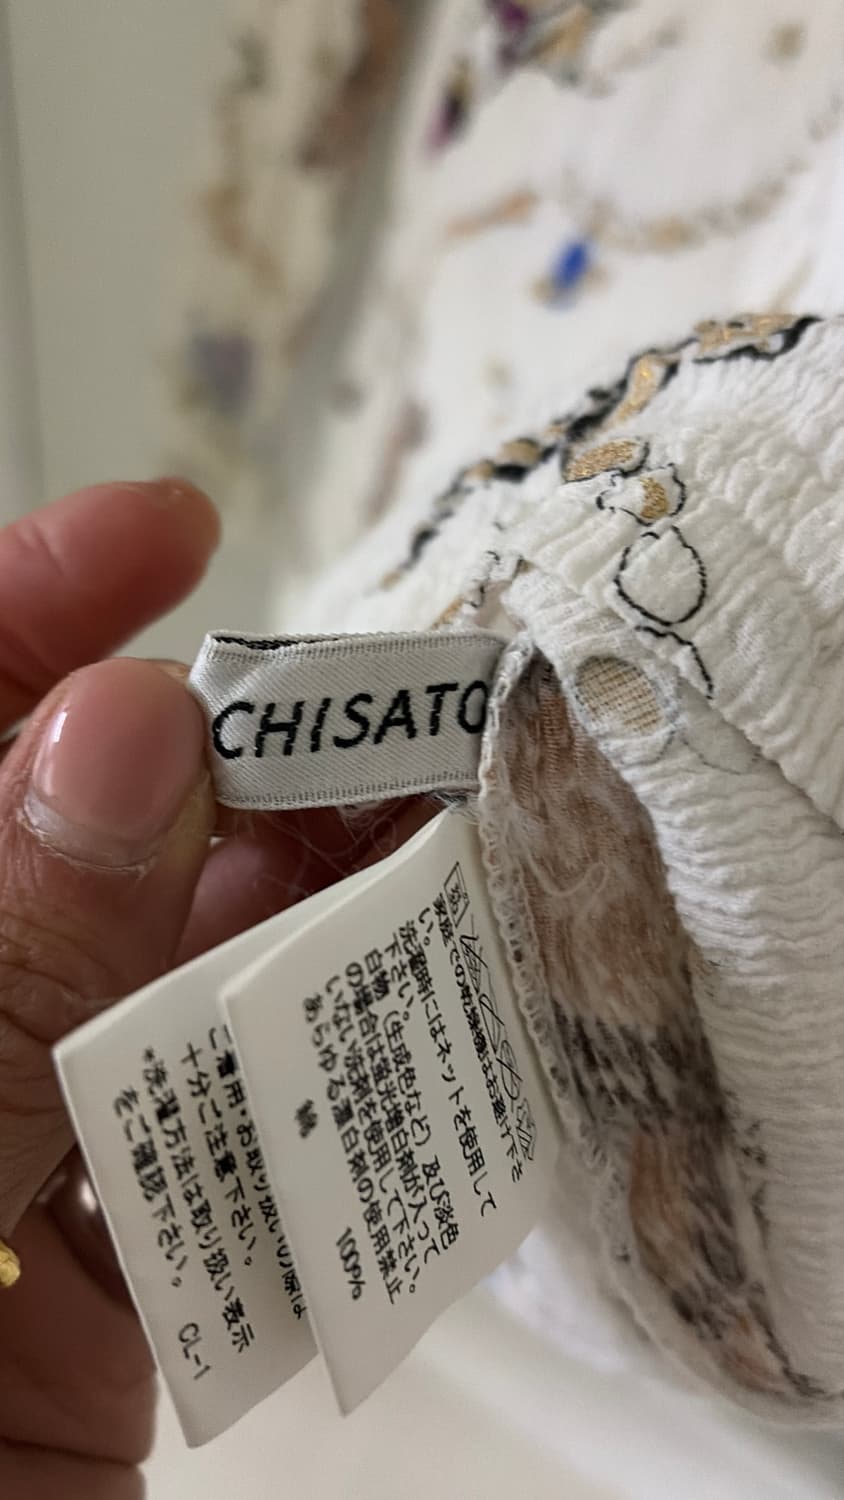 CHISATO
家庭での乾燥機はお避け下さ
い。
洗濯時にはネットを使用して
下さい。
白物（生成色など）及び淡色
の場合は蛍光増白剤が入って
いない洗剤を使用して下さい。
あらゆる漂白剤の使用禁止
綿 100%
ご着用・お取り扱いの際は
十分ご注意下さい。
*洗濯方法は取り扱い表示
をご確認下さい。 CL-1